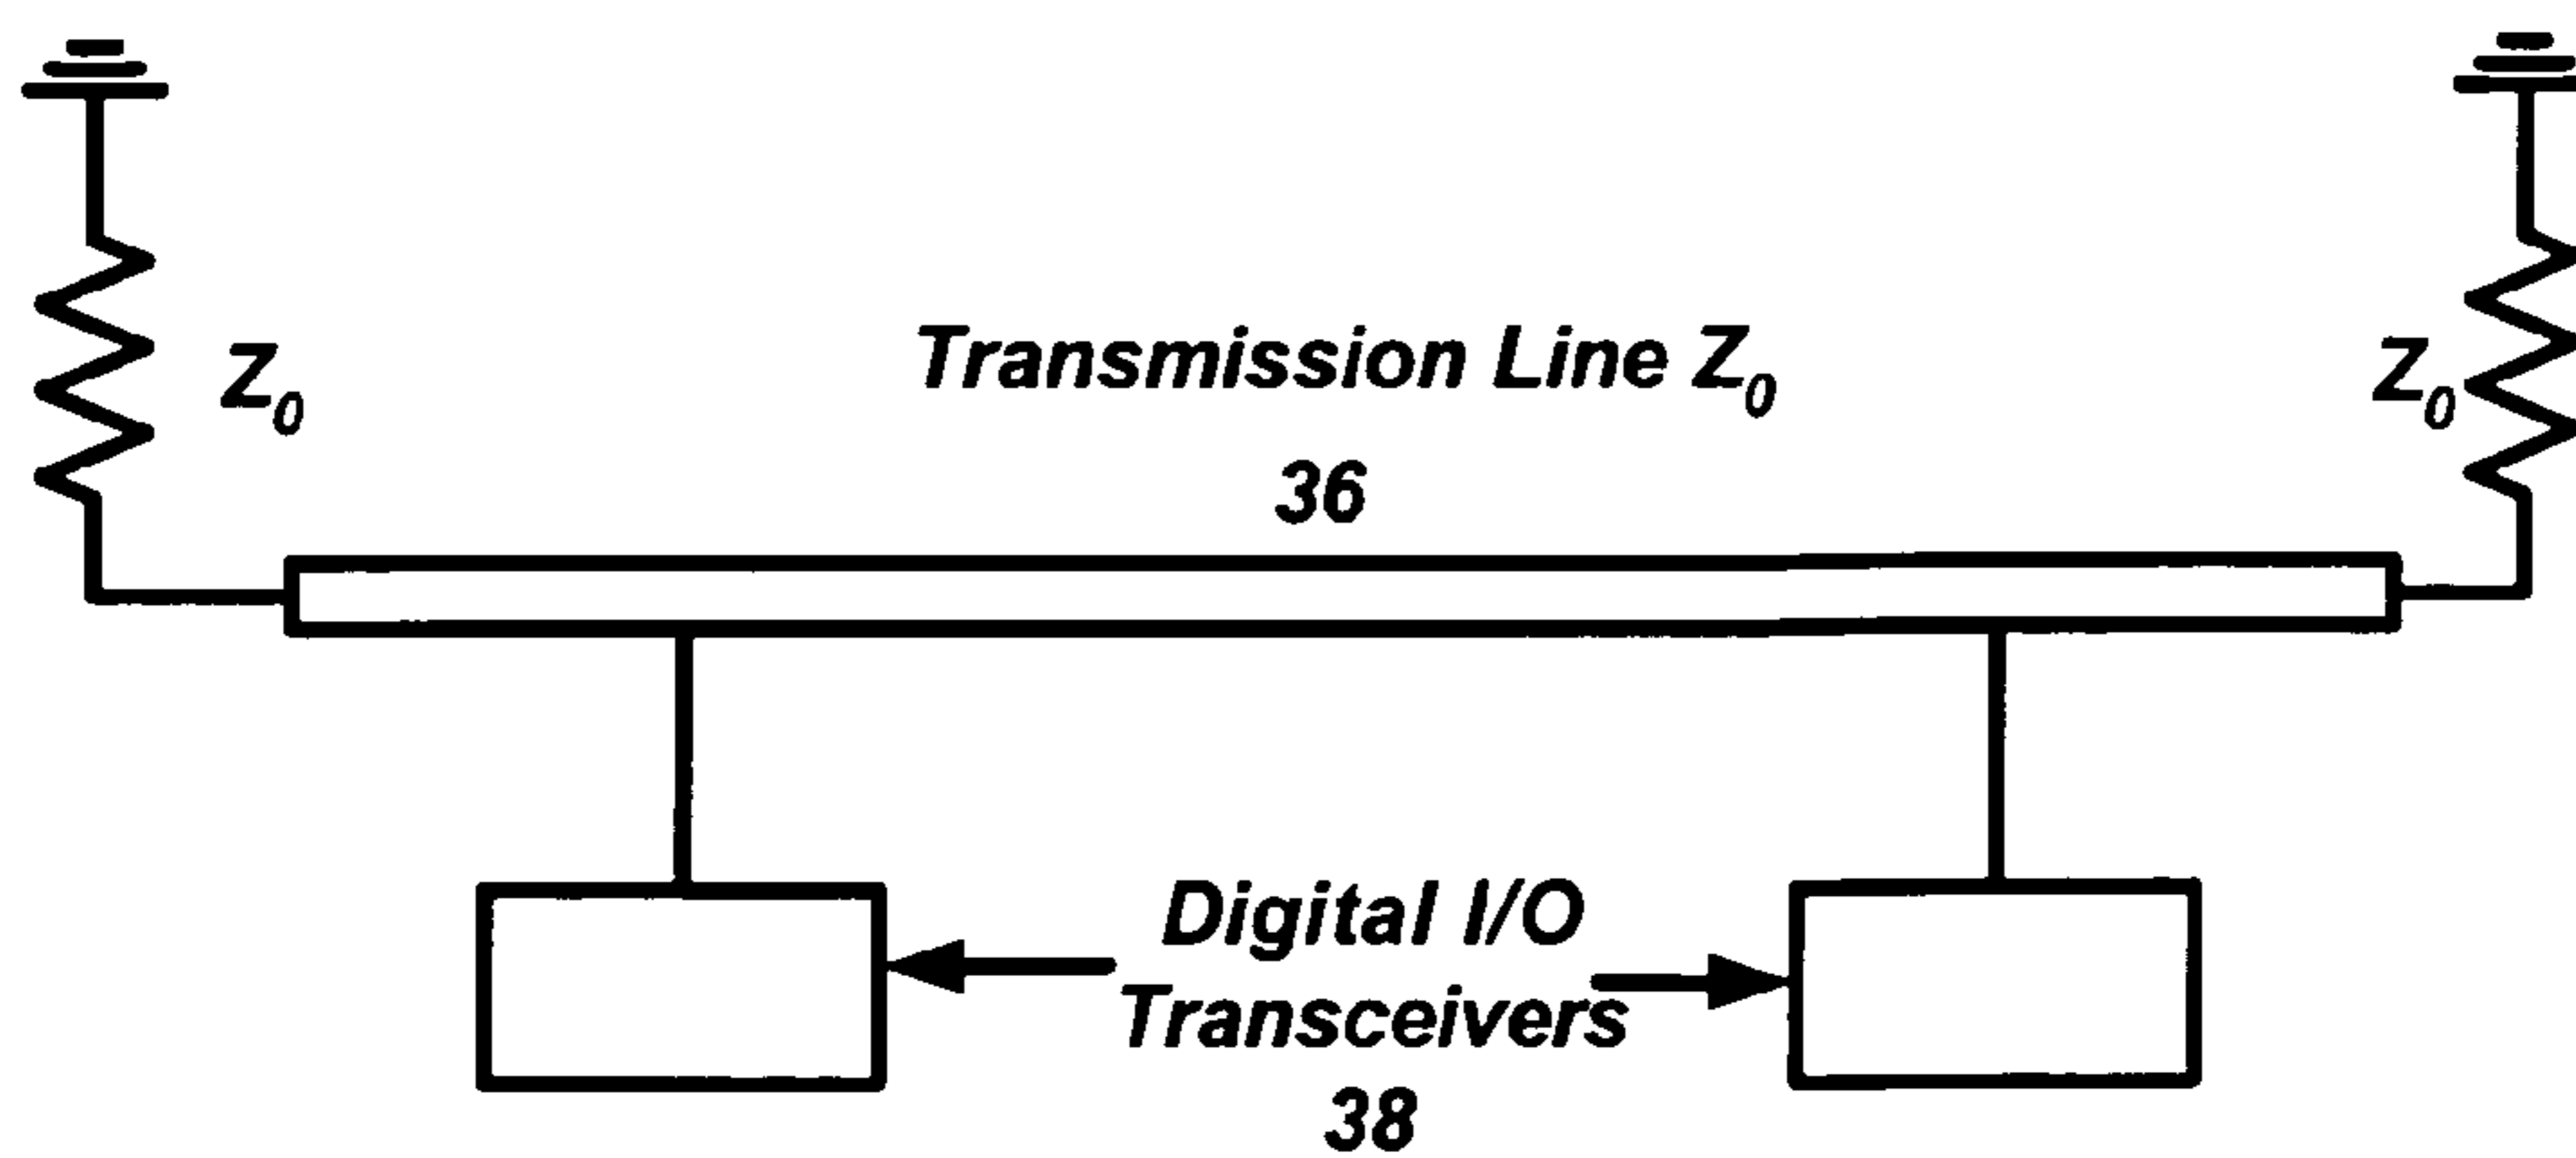 Transmission Line Z₀
Z₀
Z₀
36
Digital I/O
Transceivers
38